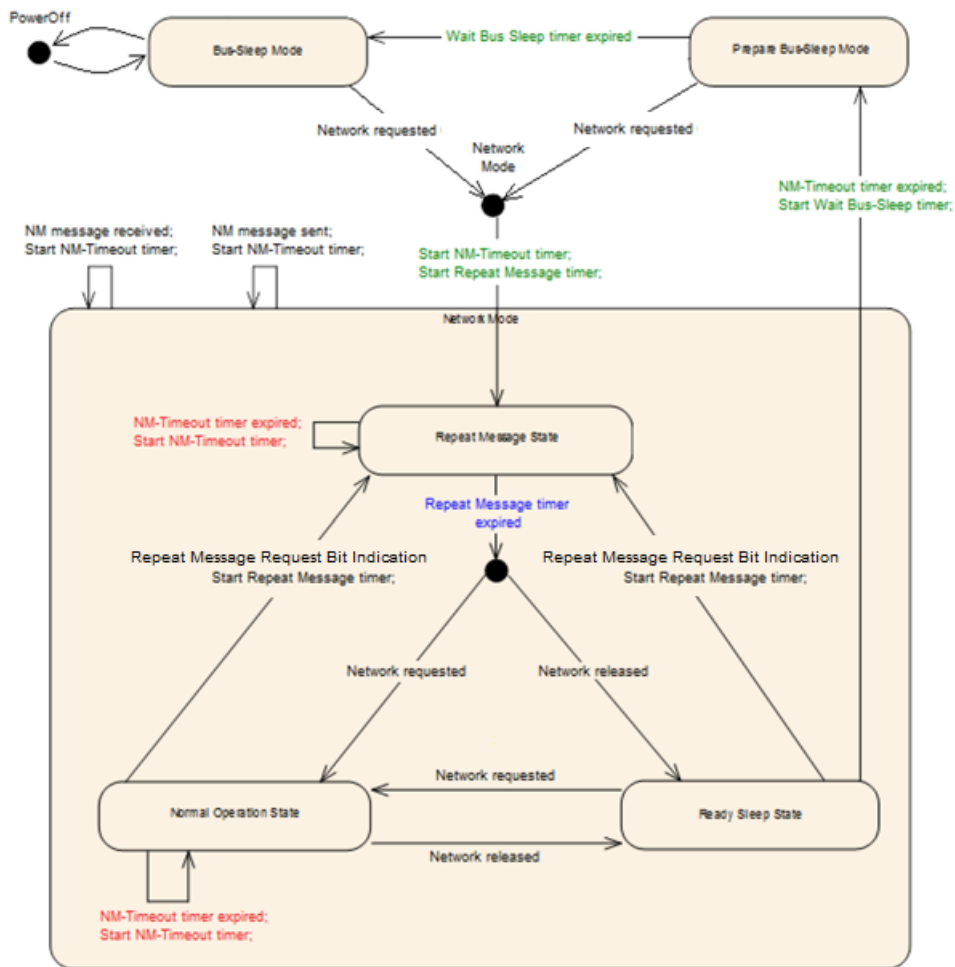 PowerOff
Bus-Sleep Mode
Wait Bus Sleep timer expired
Prepare Bus-Sleep Mode
Network requested
Network requested
Network
Mode
NM-Timeout timer expired;
Start Wait Bus-Sleep timer;
NM message received;
Start NM-Timeout timer;
NM message sent;
Start NM-Timeout timer;
Start NM-Timeout timer;
Start Repeat Message timer;
Network Mode
NM-Timeout timer expired;
Start NM-Timeout timer;
Repeat Message State
Repeat Message timer
expired
Repeat Message Request Bit Indication
Start Repeat Message timer;
Repeat Message Request Bit Indication
Start Repeat Message timer;
Network requested
Network released
Network requested
Normal Operation State
Ready Sleep State
Network released
NM-Timeout timer expired;
Start NM-Timeout timer;